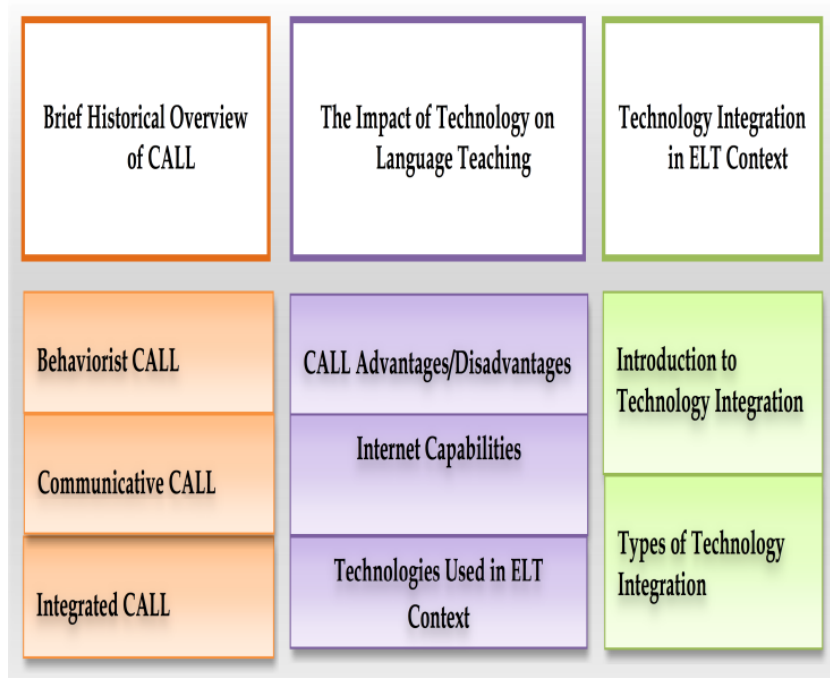 Brief Historical Overview
of CALL
The Impact of Technology on
Language Teaching
Technology Integration
in ELT Context
Behaviorist CALL
Communicative CALL
Integrated CALL
CALL Advantages/Disadvantages
Internet Capabilities
Technologies Used in ELT
Context
Introduction to
Technology Integration
Types of Technology
Integration